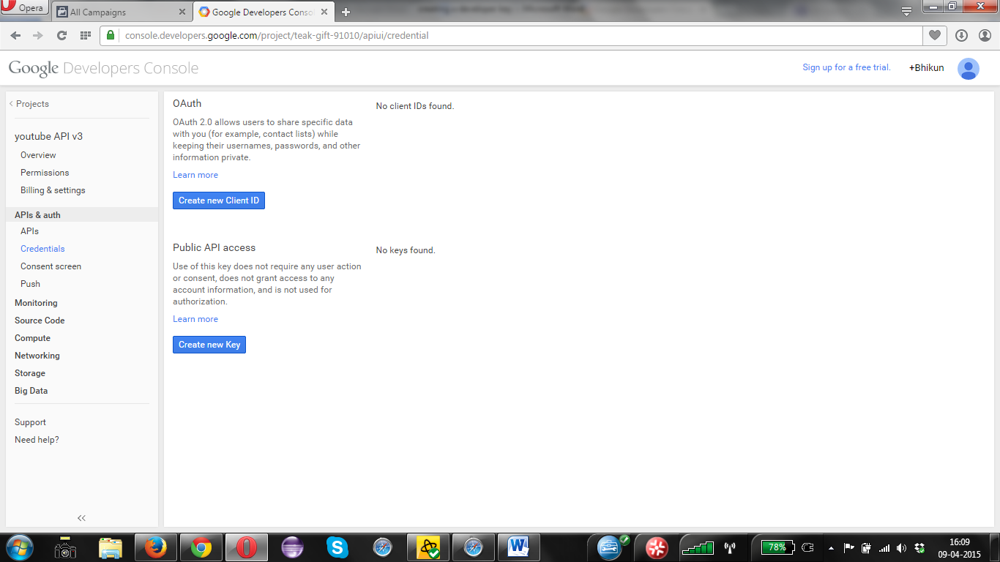 Opera
All Campaigns
Google Developers Conso
console.developers.google.com/project/teak-gift-91010/apiui/credential
Google Developers Console
Sign up for a free trial.
+Bhikun
Projects
youtube API v3
Overview
Permissions
Billing & settings
APIs & auth
APIs
Credentials
Consent screen
Push
Monitoring
Source Code
Compute
Networking
Storage
Big Data
Support
Need help?
OAuth
OAuth 2.0 allows users to share specific data
with you (for example, contact lists) while
keeping their usernames, passwords, and other
information private.
Learn more
Create new Client ID
No client IDs found.
Public API access
Use of this key does not require any user action
or consent, does not grant access to any
account information, and is not used for
authorization.
Learn more
Create new Key
No keys found.
78%
16:09
09-04-2015